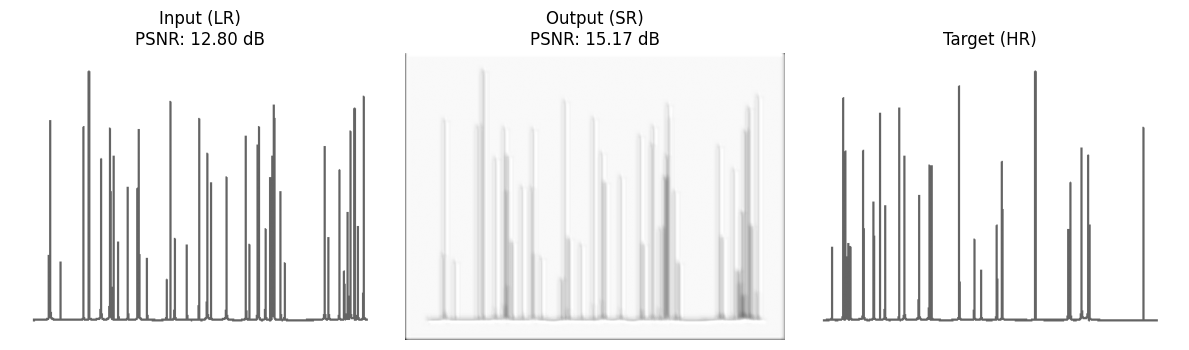 Input (LR)
PSNR: 12.80 dB
Output (SR)
PSNR: 15.17 dB
Target (HR)